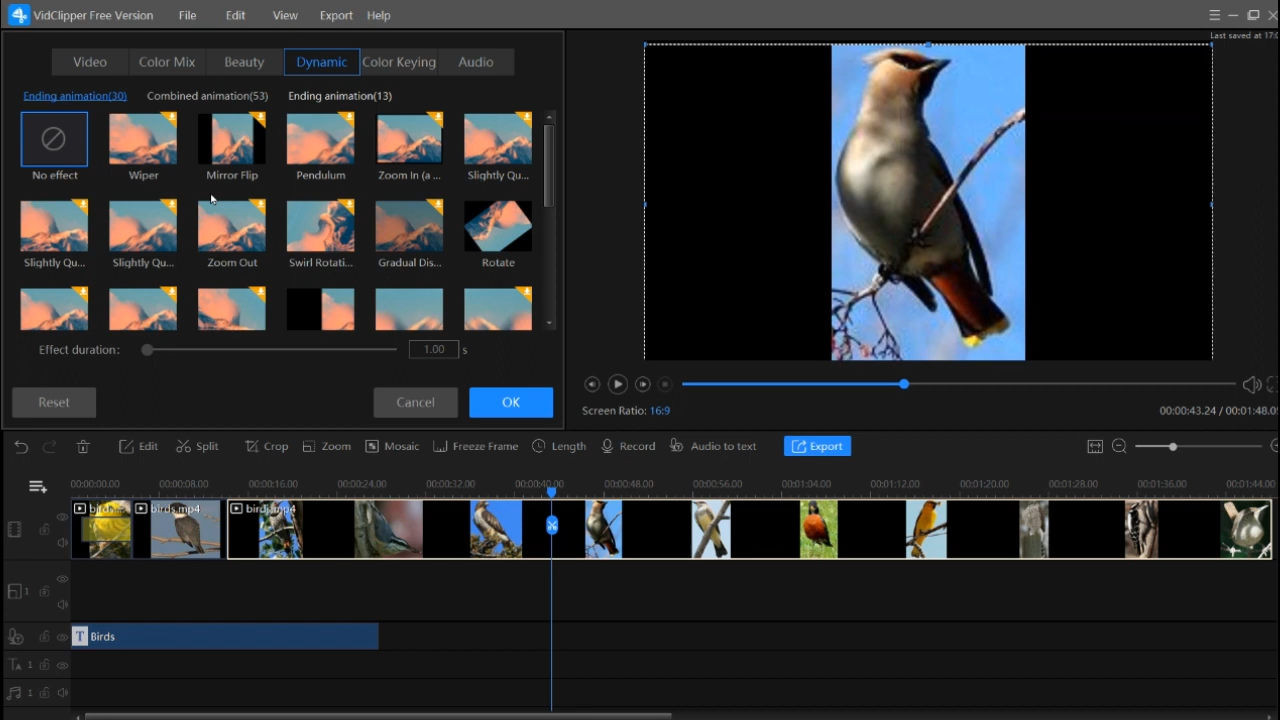 VidClipper Free Version File Edit View Export Help
Last saved at 17:0
Video Color Mix Beauty Dynamic Color Keying Audio
Ending animation(30) Combined animation(53) Ending animation(13)
No effect Wiper Mirror Flip Pendulum Zoom In (a ... Slightly Qu...
Slightly Qu... Slightly Qu... Zoom Out Swirl Rotati... Gradual Dis... Rotate
Effect duration: 1.00 s
Reset Cancel OK
Screen Ratio: 16:9 00:00:43.24 / 00:01:48.0
Edit Split Crop Zoom Mosaic Freeze Frame Length Record Audio to text Export
00:00:00.00 00:00:08.00 00:00:16.00 00:00:24.00 00:00:32.00 00:00:40.00 00:00:48.00 00:00:56.00 00:01:04.00 00:01:12.00 00:01:20.00 00:01:28.00 00:01:36.00 00:01:44.00
birds.mp4
1
T Birds
TA 1
1